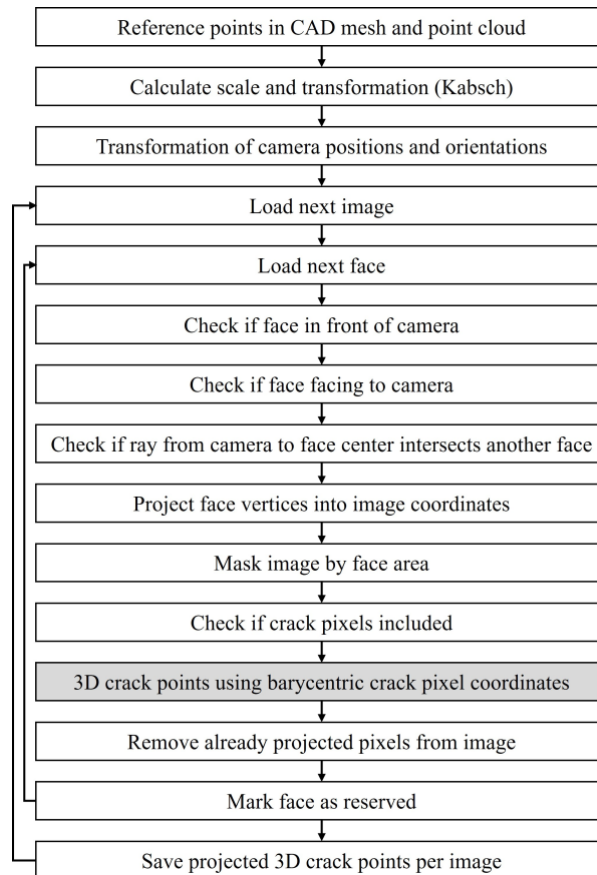 Reference points in CAD mesh and point cloud
Calculate scale and transformation (Kabsch)
Transformation of camera positions and orientations
Load next image
Load next face
Check if face in front of camera
Check if face facing to camera
Check if ray from camera to face center intersects another face
Project face vertices into image coordinates
Mask image by face area
Check if crack pixels included
3D crack points using barycentric crack pixel coordinates
Remove already projected pixels from image
Mark face as reserved
Save projected 3D crack points per image